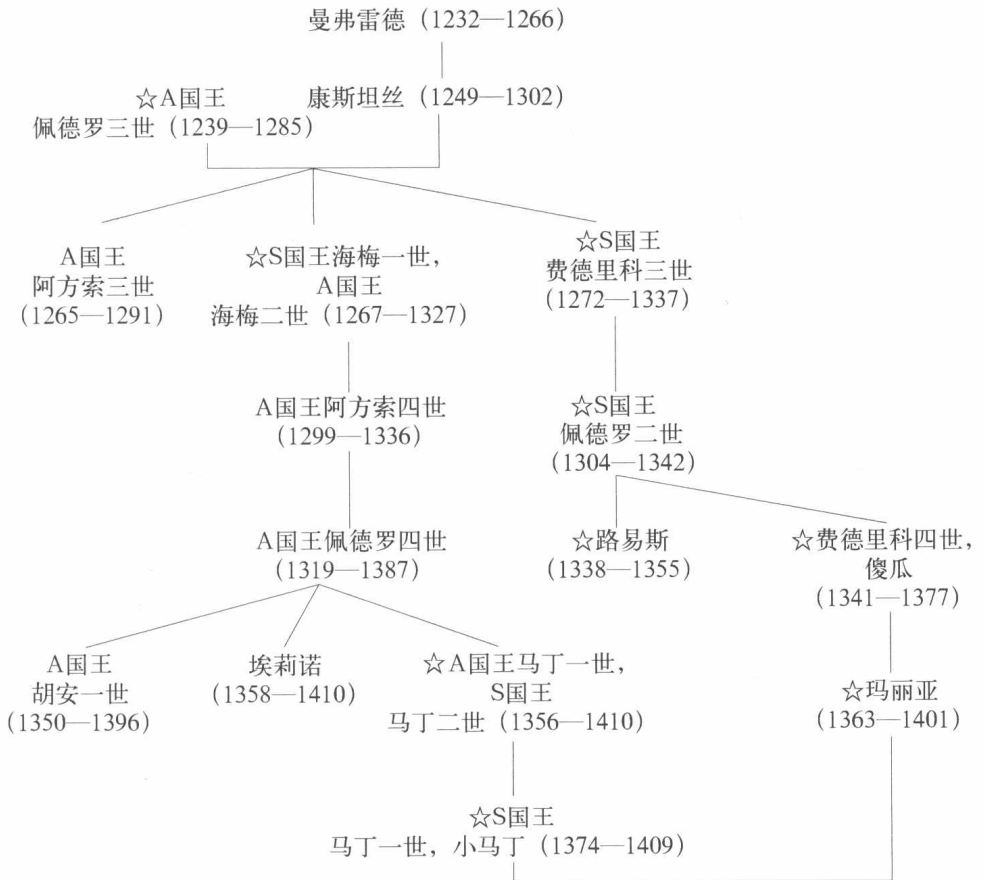 曼弗雷德（1232—1266）
☆A国王
佩德罗三世（1239—1285）
康斯坦丝（1249—1302）
A国王
阿方索三世
（1265—1291）
☆S国王海梅一世，
A国王
海梅二世（1267—1327）
☆S国王
费德里科三世
（1272—1337）
A国王阿方索四世
（1299—1336）
☆S国王
佩德罗二世
（1304—1342）
A国王佩德罗四世
（1319—1387）
☆路易斯
（1338—1355）
☆费德里科四世，
傻瓜
（1341—1377）
A国王
胡安一世
（1350—1396）
埃莉诺
（1358—1410）
☆A国王马丁一世，
S国王
马丁二世（1356—1410）
☆玛丽亚
（1363—1401）
☆S国王
马丁一世，小马丁（1374—1409）